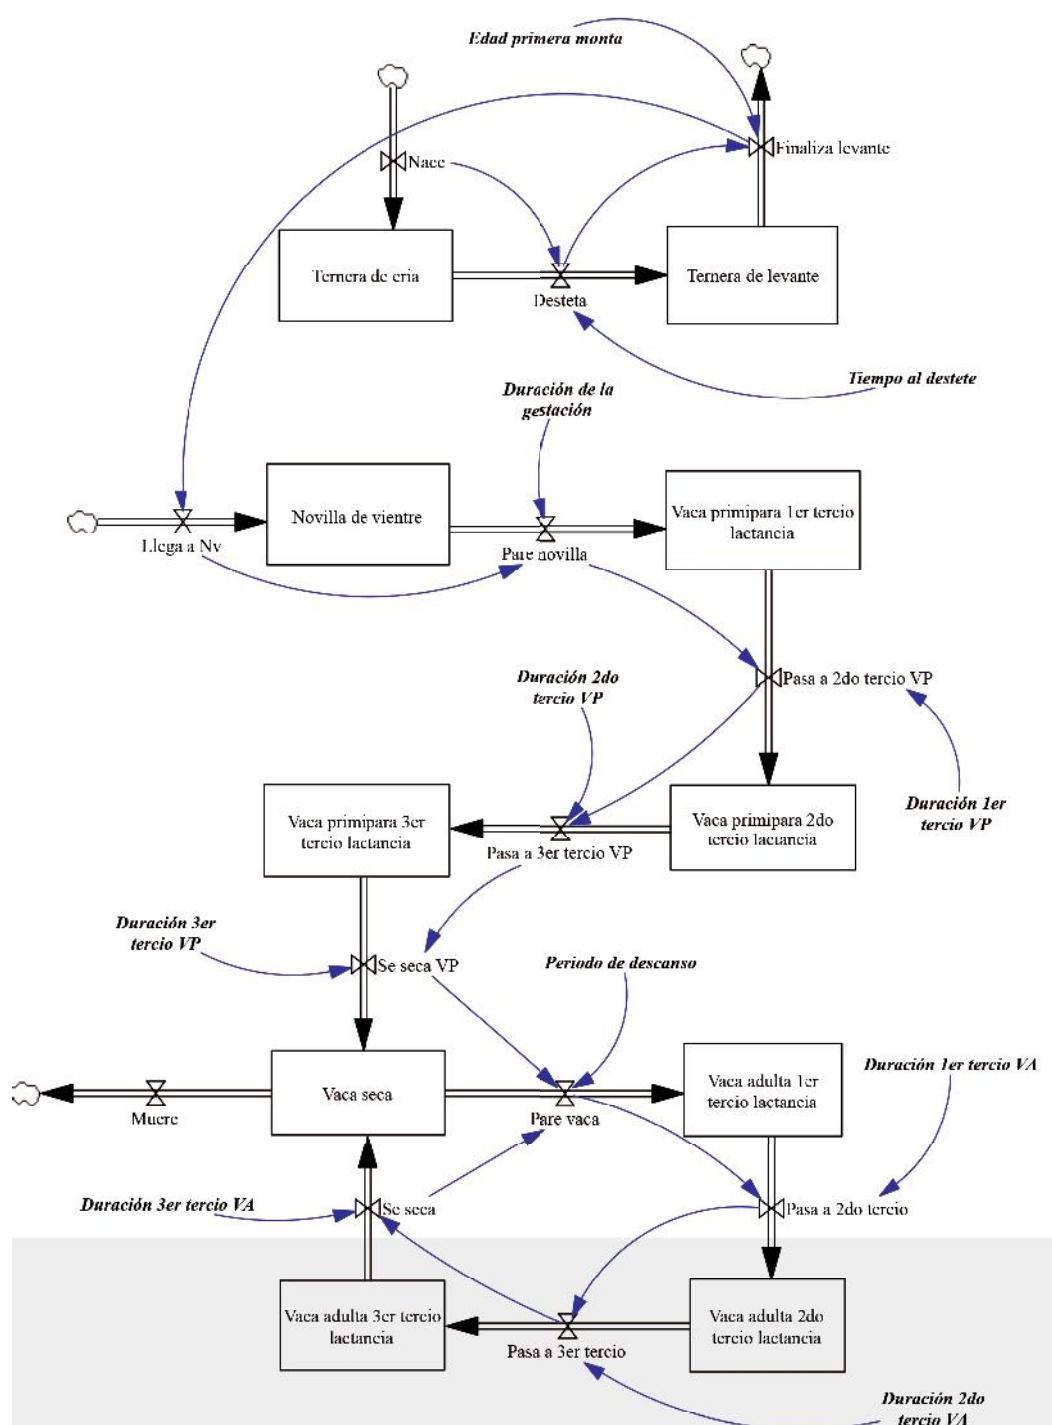 Edad primera monta
Nace
Finaliza levante
Ternera de cria
Ternera de levante
Desteta
Tiempo al destete
Duración de la
gestación
Novilla de vientre
Vaca primipara 1er tercio
lactancia
Llega a Nv
Pare novilla
Duración 2do
tercio VP
Pasa a 2do tercio VP
Duración 1er
tercio VP
Vaca primipara 3er
tercio lactancia
Vaca primipara 2do
tercio lactancia
Pasa a 3er tercio VP
Duración 3er
tercio VP
Se seca VP
Periodo de descanso
Vaca seca
Vaca adulta 1er
tercio lactancia
Duración 1er tercio VA
Muere
Pare vaca
Duración 3er tercio VA
Se seca
Pasa a 2do tercio
Vaca adulta 3er tercio
lactancia
Vaca adulta 2do
tercio lactancia
Pasa a 3er tercio
Duración 2do
tercio VA